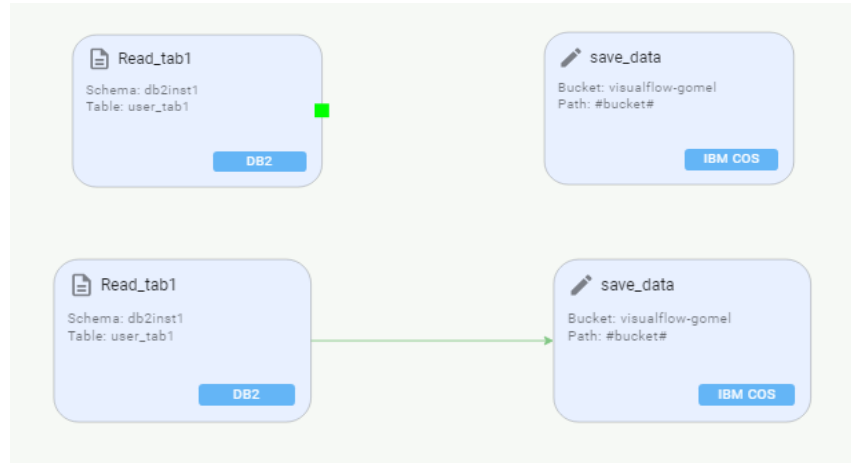 Read_tab1
Schema: db2inst1
Table: user_tab1
DB2
save_data
Bucket: visualflow-gomel
Path: #bucket#
IBM COS
Read_tab1
Schema: db2inst1
Table: user_tab1
DB2
save_data
Bucket: visualflow-gomel
Path: #bucket#
IBM COS